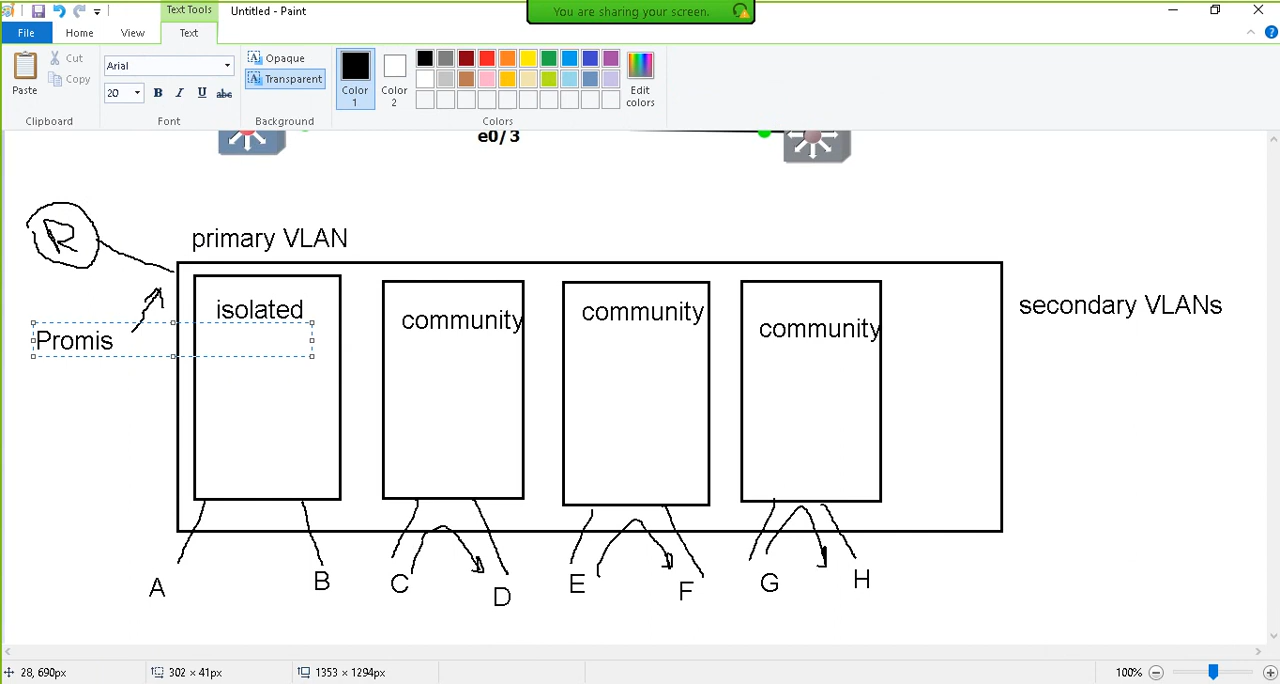 Text Tools
Untitled - Paint
You are sharing your screen.
File
Home
View
Text
Paste
Cut
Copy
Arial
20
B
I
U
abc
A
Opaque
A
Transparent
Color
1
Color
2
Edit
colors
Clipboard
Font
Background
Colors
e0/3
R
primary VLAN
isolated
community
community
community
secondary VLANs
Promis
A
B
C
D
E
F
G
H
28, 690px
302 × 41px
1353 × 1294px
100%